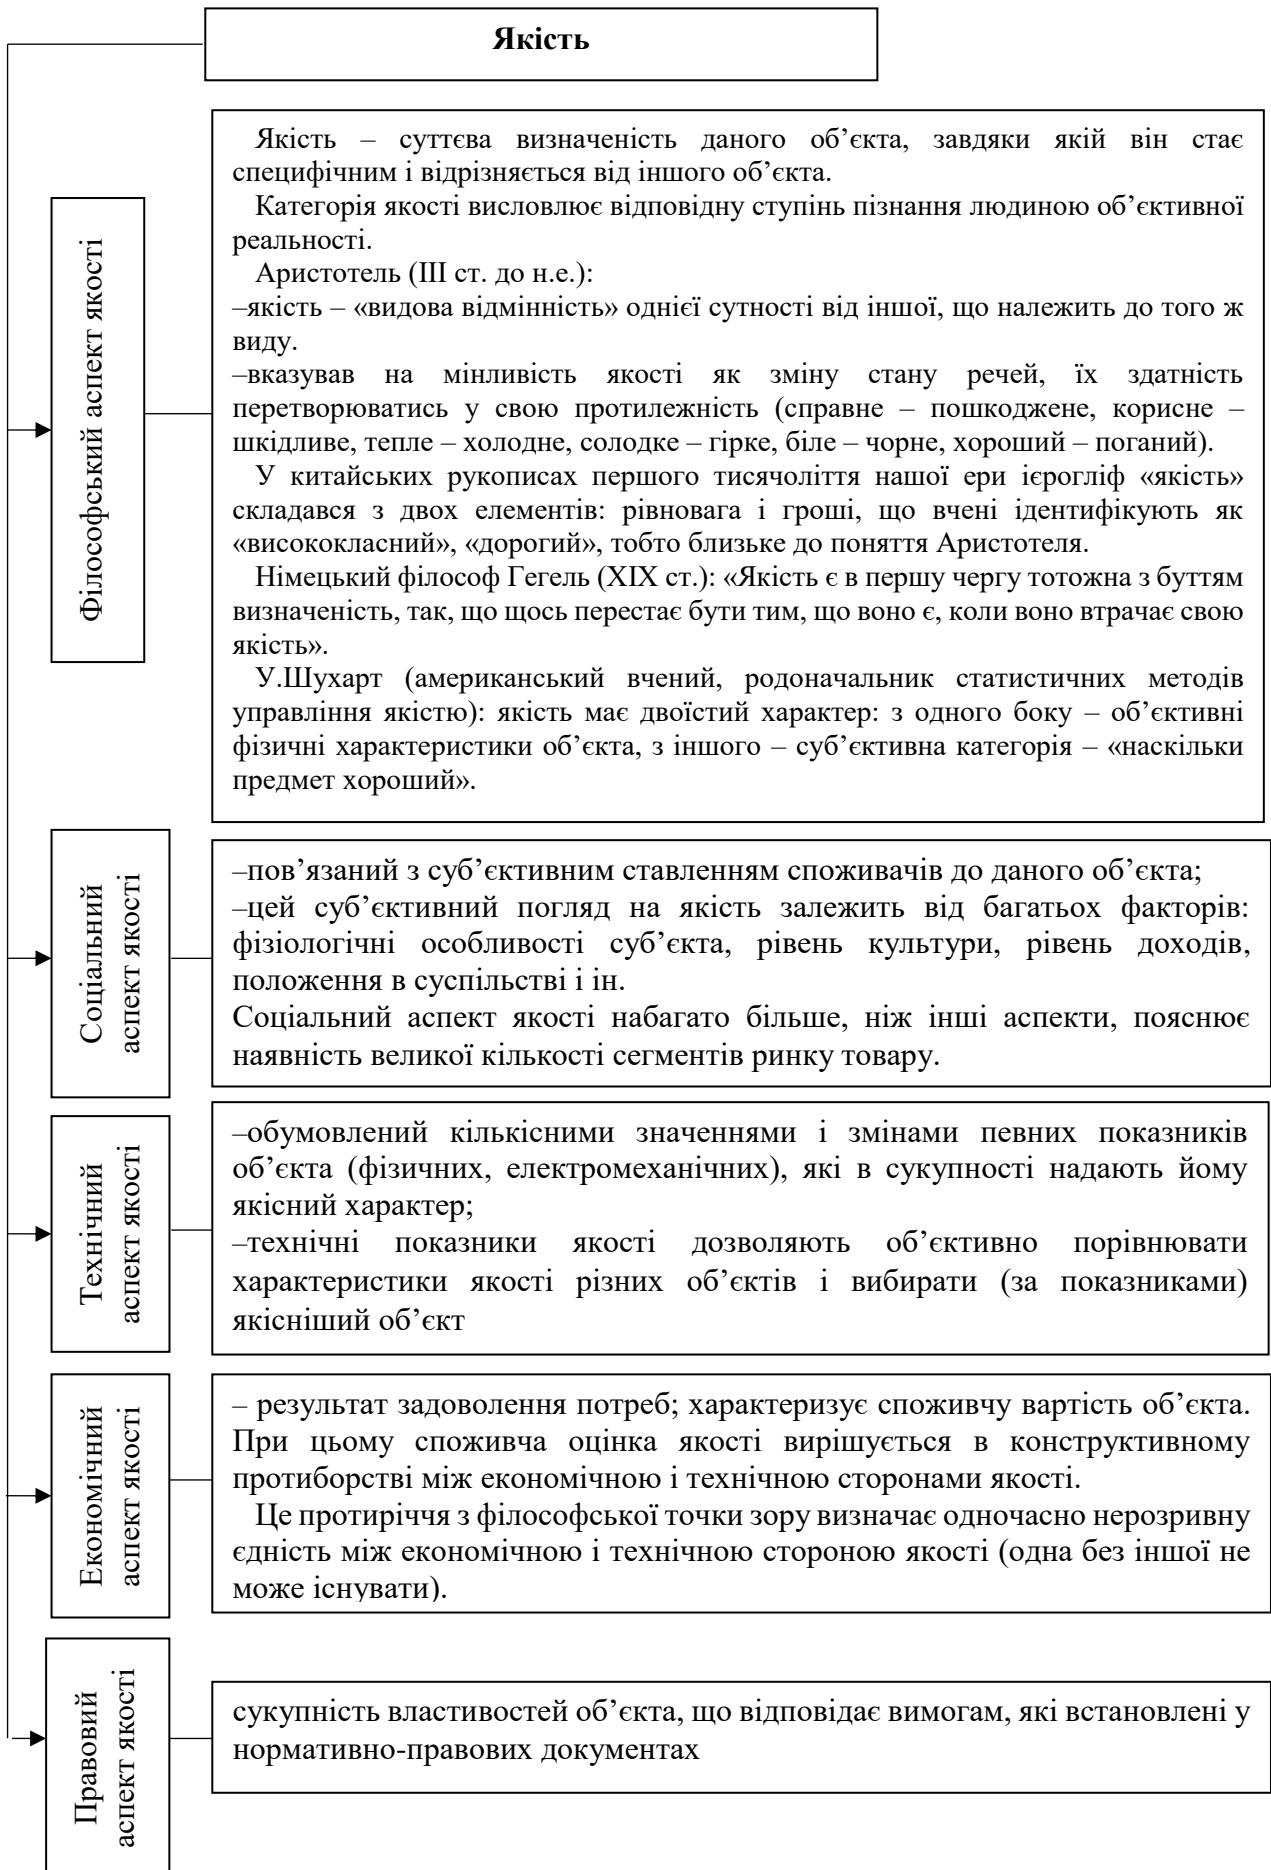 Якість
Філософський аспект якості
Якість – суттєва визначеність даного об’єкта, завдяки якій він стає
специфічним і відрізняється від іншого об’єкта.
Категорія якості висловлює відповідну ступінь пізнання людиною об’єктивної
реальності.
Аристотель (III ст. до н.е.):
–якість – «видова відмінність» однієї сутності від іншої, що належить до того ж
виду.
–вказував на мінливість якості як зміну стану речей, їх здатність
перетворюватись у свою протилежність (справне – пошкоджене, корисне –
шкідливе, тепле – холодне, солодке – гірке, біле – чорне, хороший – поганий).
У китайських рукописах першого тисячоліття нашої ери ієрогліф «якість»
складався з двох елементів: рівновага і гроші, що вчені ідентифікують як
«висококласний», «дорогий», тобто близьке до поняття Аристотеля.
Німецький філософ Гегель (XIX ст.): «Якість є в першу чергу тотожна з буттям
визначеність, так, що щось перестає бути тим, що воно є, коли воно втрачає свою
якість».
У.Шухарт (американський вчений, родоначальник статистичних методів
управління якістю): якість має двоїстий характер: з одного боку – об’єктивні
фізичні характеристики об’єкта, з іншого – суб’єктивна категорія – «наскільки
предмет хороший».
Соціальний
аспект якості
–пов’язаний з суб’єктивним ставленням споживачів до даного об’єкта;
–цей суб’єктивний погляд на якість залежить від багатьох факторів:
фізіологічні особливості суб’єкта, рівень культури, рівень доходів,
положення в суспільстві і ін.
Соціальний аспект якості набагато більше, ніж інші аспекти, пояснює
наявність великої кількості сегментів ринку товару.
Технічний
аспект якості
–обумовлений кількісними значеннями і змінами певних показників
об’єкта (фізичних, електромеханічних), які в сукупності надають йому
якісний характер;
–технічні показники якості дозволяють об’єктивно порівнювати
характеристики якості різних об’єктів і вибирати (за показниками)
якісніший об’єкт
Економічний
аспект якості
– результат задоволення потреб; характеризує споживчу вартість об’єкта.
При цьому споживча оцінка якості вирішується в конструктивному
протиборстві між економічною і технічною сторонами якості.
Це протиріччя з філософської точки зору визначає одночасно нерозривну
єдність між економічною і технічною стороною якості (одна без іншої не
може існувати).
Правовий
аспект якості
сукупність властивостей об’єкта, що відповідає вимогам, які встановлені у
нормативно-правових документах